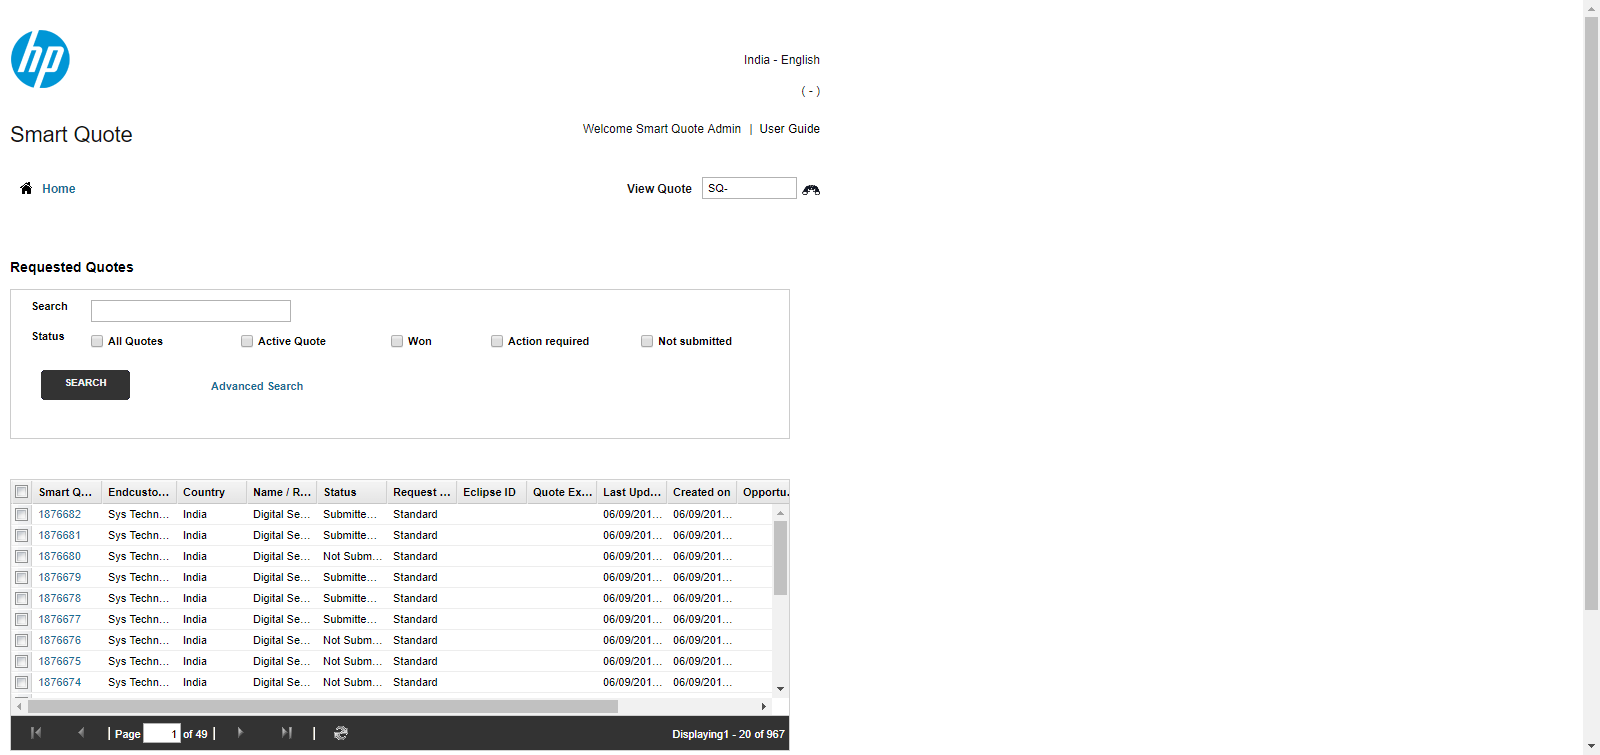 hp
India - English
( - )
Smart Quote
Welcome Smart Quote Admin | User Guide
Home
View Quote SQ-
Requested Quotes
Search
Status All Quotes Active Quote Won Action required Not submitted
SEARCH Advanced Search
Smart Q... Endcusto... Country Name / R... Status Request ... Eclipse ID Quote Ex... Last Upd... Created on Opportu.
1876682 Sys Techn... India Digital Se... Submitte... Standard 06/09/201... 06/09/201...
1876681 Sys Techn... India Digital Se... Submitte... Standard 06/09/201... 06/09/201...
1876680 Sys Techn... India Digital Se... Not Subm... Standard 06/09/201... 06/09/201...
1876679 Sys Techn... India Digital Se... Submitte... Standard 06/09/201... 06/09/201...
1876678 Sys Techn... India Digital Se... Submitte... Standard 06/09/201... 06/09/201...
1876677 Sys Techn... India Digital Se... Submitte... Standard 06/09/201... 06/09/201...
1876676 Sys Techn... India Digital Se... Not Subm... Standard 06/09/201... 06/09/201...
1876675 Sys Techn... India Digital Se... Not Subm... Standard 06/09/201... 06/09/201...
1876674 Sys Techn... India Digital Se... Not Subm... Standard 06/09/201... 06/09/201...
| Page 1 of 49 | | Displaying1 - 20 of 967